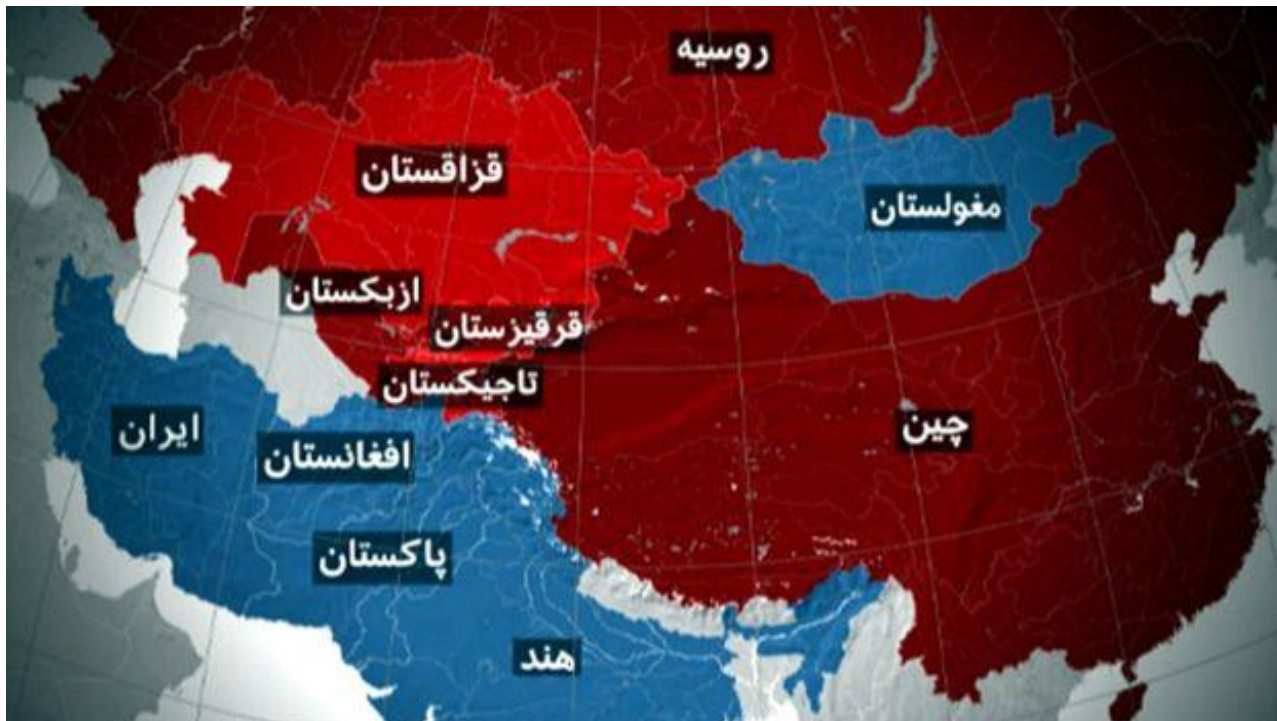 روسیه
قزاقستان
مغولستان
ازبکستان
قرقیزستان
تاجیکستان
چین
ایران
افغانستان
پاکستان
هند